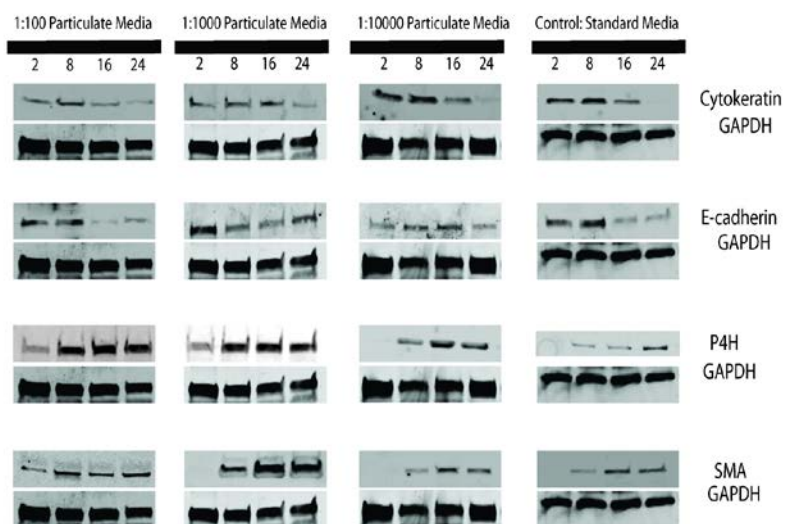 1:100 Particulate Media 1:1000 Particulate Media 1:10000 Particulate Media Control: Standard Media
2 8 16 24 2 8 16 24 2 8 16 24 2 8 16 24
Cytokeratin
GAPDH
E-cadherin
GAPDH
P4H
GAPDH
SMA
GAPDH